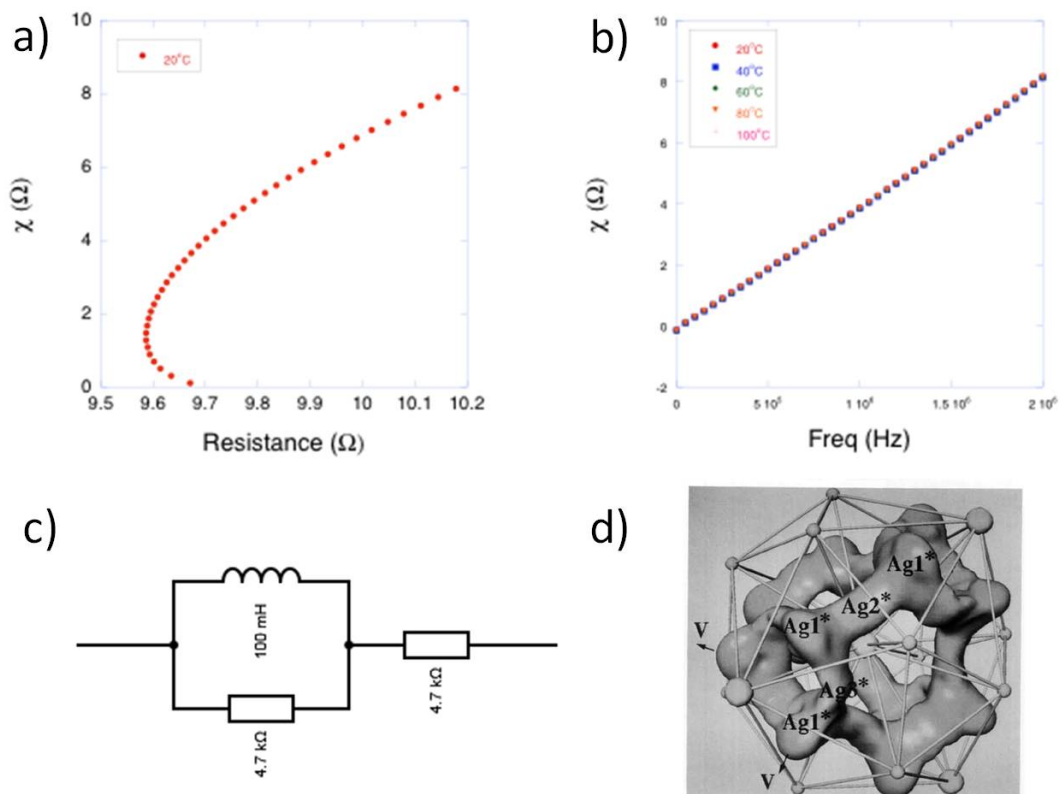 a)
20°C
10
8
6
4
2
0
χ (Ω)
9.5 9.6 9.7 9.8 9.9 10 10.1 10.2
Resistance (Ω)
b)
20°C
40°C
60°C
80°C
100°C
10
8
6
4
2
0
-2
χ (Ω)
0 5 10⁵ 1 10⁶ 1.5 10⁶ 2 10⁶
Freq (Hz)
c)
100 mH
4.7 kΩ
4.7 kΩ
d)
Ag1*
Ag2*
Ag1*
V
Ag1*
V